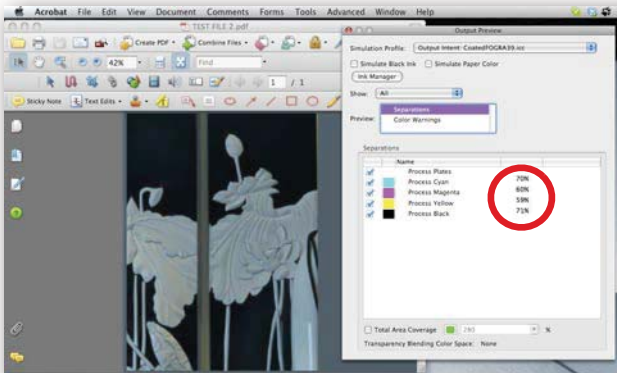 Acrobat File Edit View Document Comments Forms Tools Advanced Window Help
TEST FILE 2.pdf
Create PDF Combine Files
42% Find
1 / 1
Sticky Note Text Edits
Output Preview
Simulation Profile: Output Intent: CoatedFOGRA39.icc
Simulate Black Ink Simulate Paper Color
Ink Manager
Show: All
Preview: Separations
Color Warnings
Separations
Name
Process Plates
Process Cyan 70%
Process Magenta 60%
Process Yellow 59%
Process Black 71%
Total Area Coverage 280 %
Transparency Blending Color Space: None